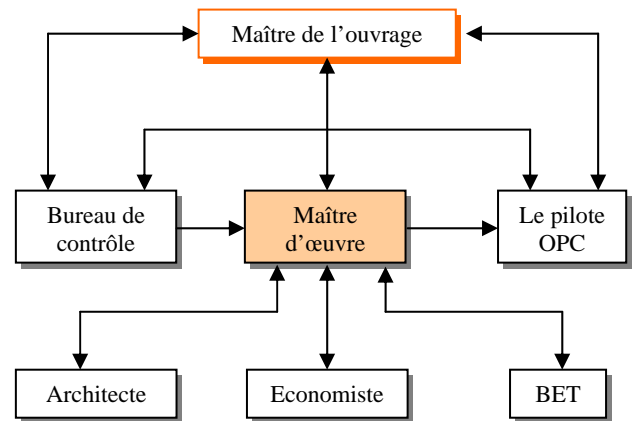 Maître de l’ouvrage
Bureau de
contrôle
Maître
d’œuvre
Le pilote
OPC
Architecte
Economiste
BET